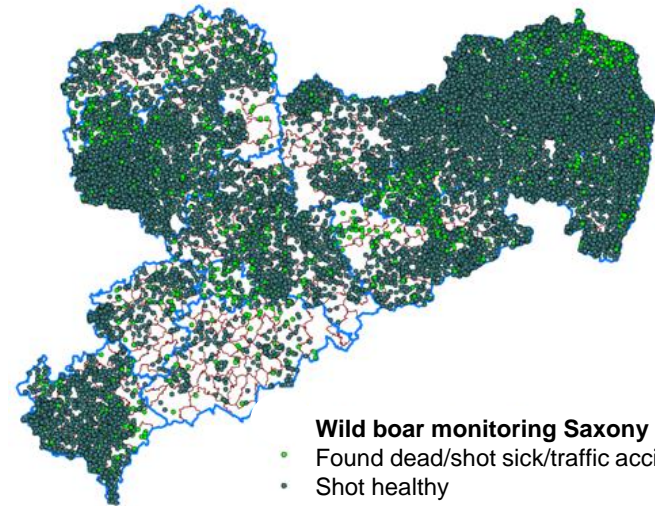 Wild boar monitoring Saxony
Found dead/shot sick/traffic acci
Shot healthy